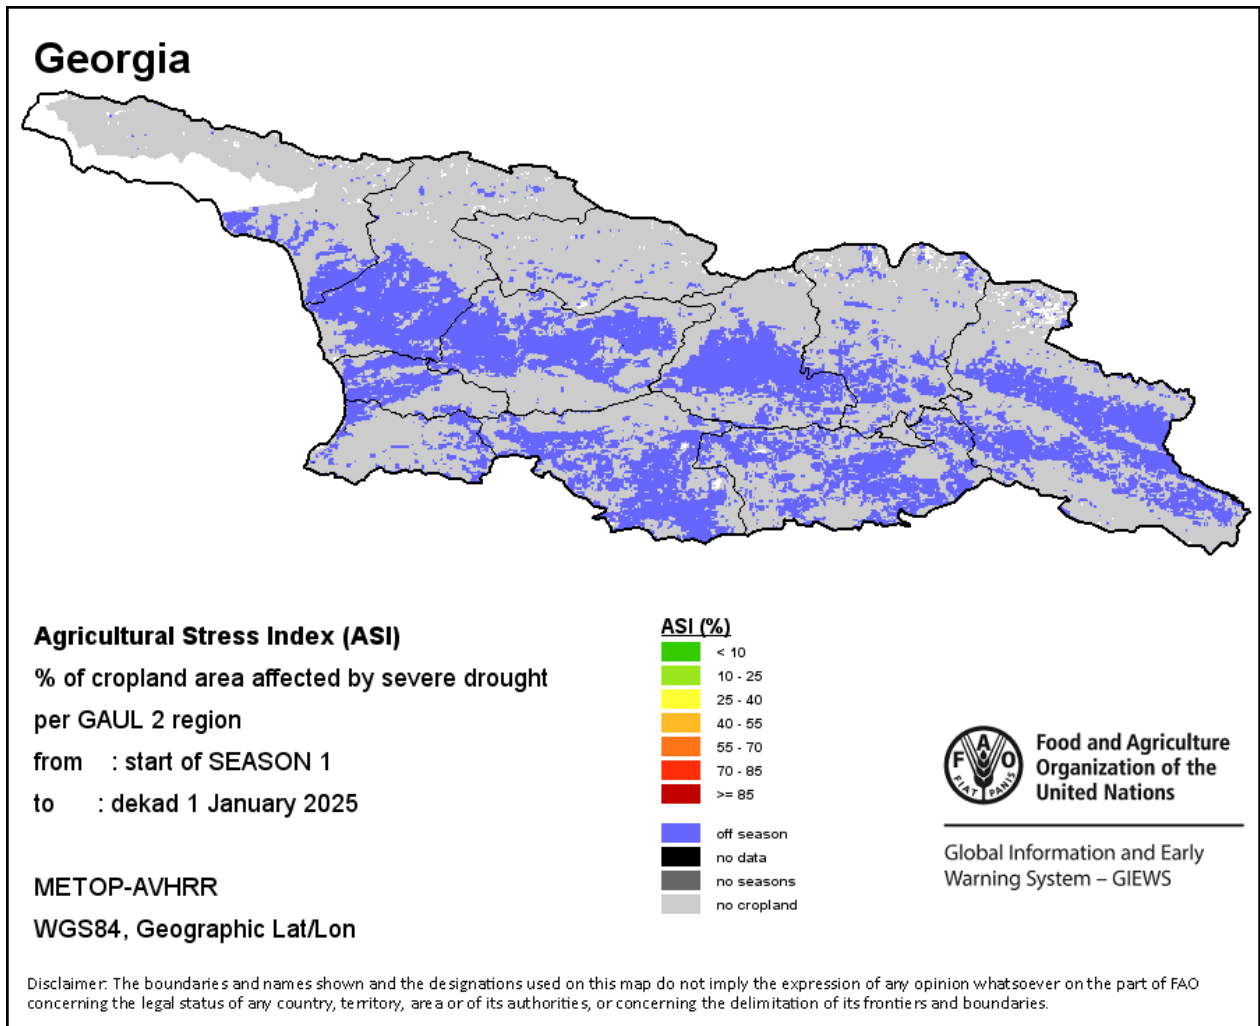 Georgia
Agricultural Stress Index (ASI)
% of cropland area affected by severe drought
per GAUL 2 region
from : start of SEASON 1
to : dekad 1 January 2025
METOP-AVHRR
WGS84, Geographic Lat/Lon
ASI (%)
< 10
10 - 25
25 - 40
40 - 55
55 - 70
70 - 85
>= 85
off season
no data
no seasons
no cropland
F A O
FIAT PANIS
Food and Agriculture
Organization of the
United Nations
Global Information and Early
Warning System – GIEWS
Disclaimer: The boundaries and names shown and the designations used on this map do not imply the expression of any opinion whatsoever on the part of FAO
concerning the legal status of any country, territory, area or of its authorities, or concerning the delimitation of its frontiers and boundaries.